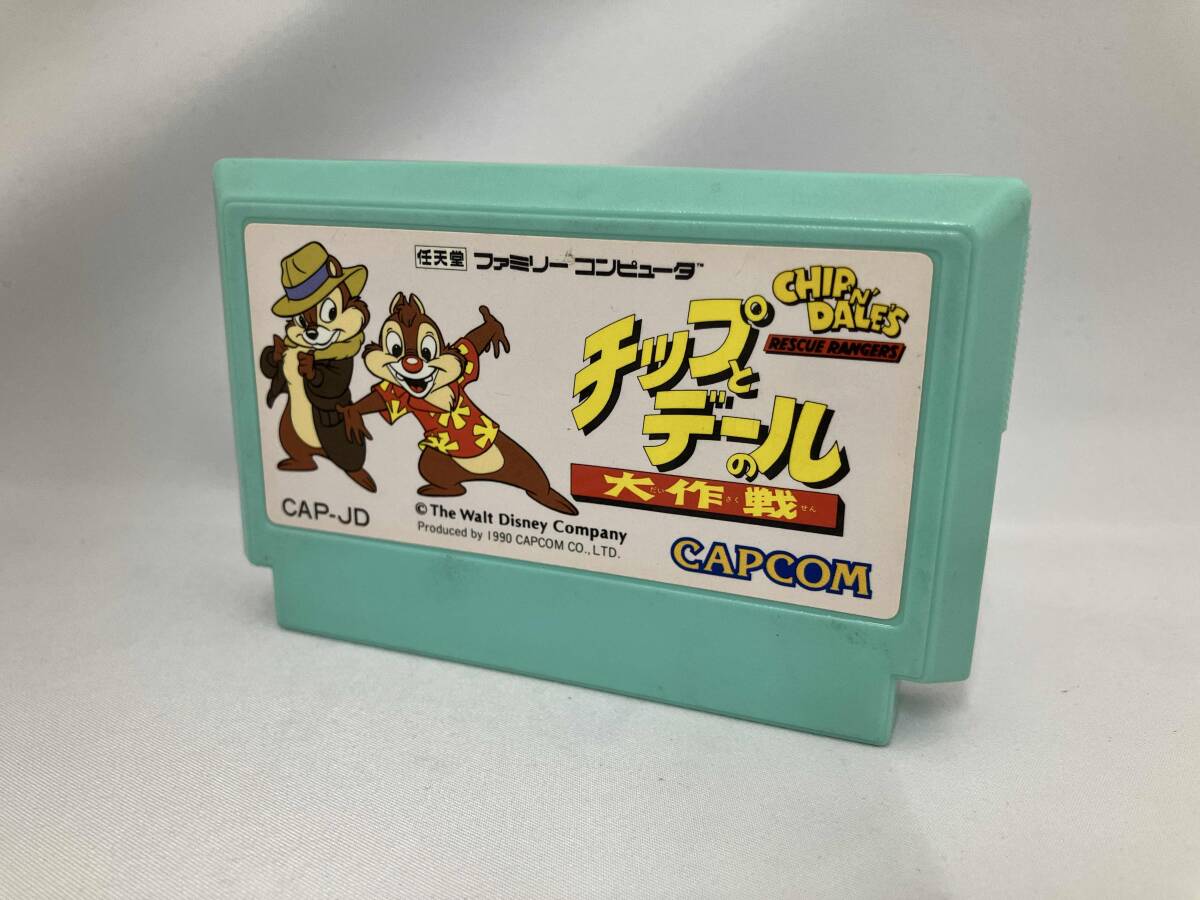 任天堂 ファミリーコンピュータ™
CHIP 'N'
DALE'S
RESCUE RANGERS
チップと
デールの
大作戦
だい さく せん
CAP-JD
© The Walt Disney Company
Produced by 1990 CAPCOM CO., LTD.
CAPCOM